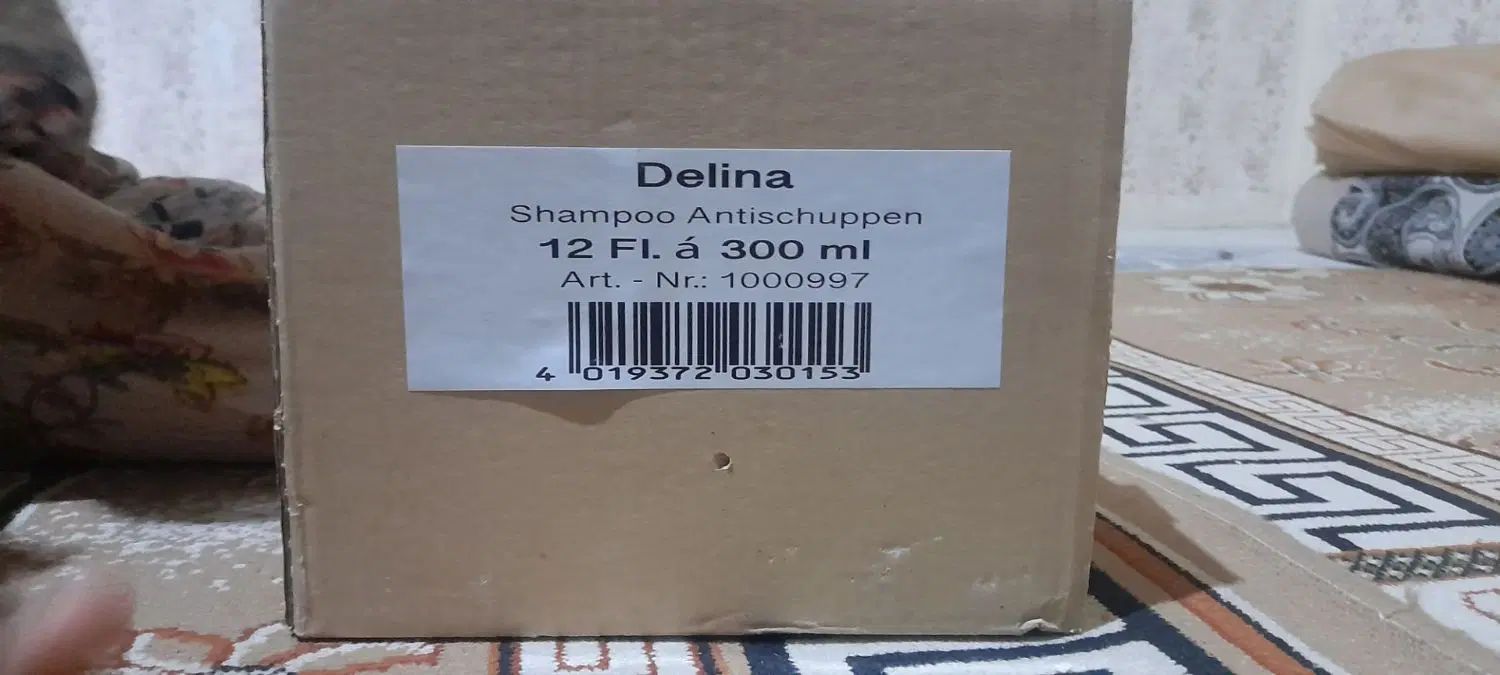 Delina
Shampoo Antischuppen
12 Fl. á 300 ml
Art. - Nr.: 1000997
4 019372 030153